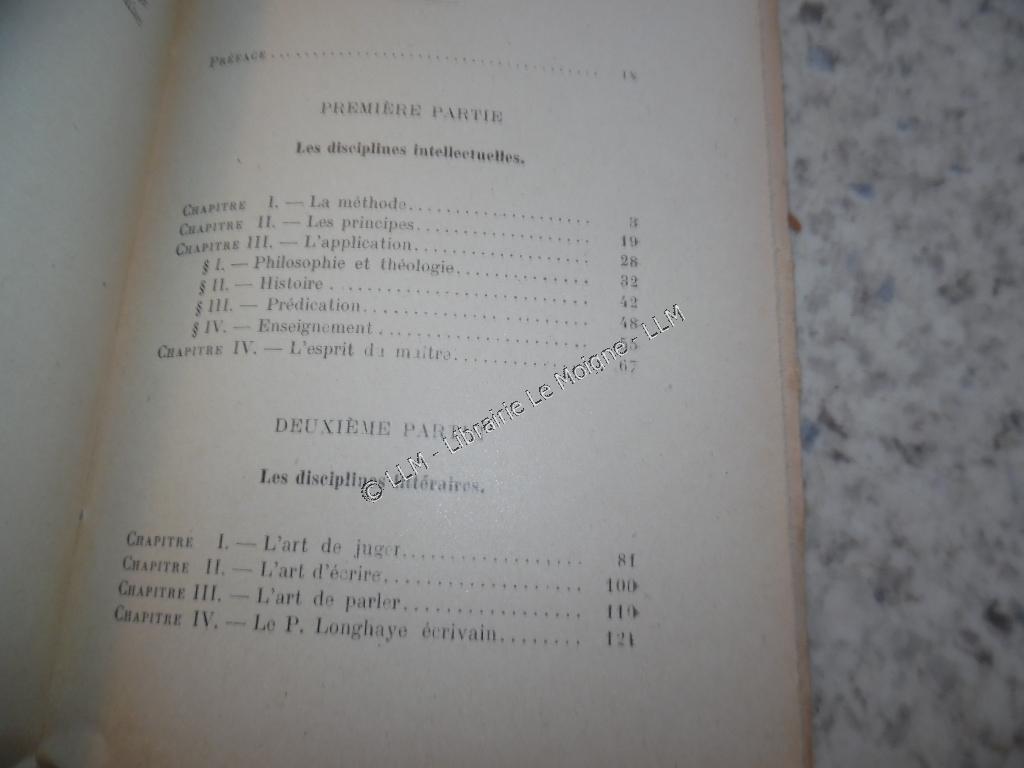 PRÉFACE
PREMIÈRE PARTIE
Les disciplines intellectuelles.
CHAPITRE I. — La méthode. 3
CHAPITRE II. — Les principes. 19
CHAPITRE III. — L'application. 28
§ I. — Philosophie et théologie. 32
§ II. — Histoire 42
§ III. — Prédication. 48
§ IV. — Enseignement
CHAPITRE IV. — L'esprit du maître. 67
DEUXIÈME PARTIE
Les disciplines littéraires.
CHAPITRE I. — L'art de juger. 81
CHAPITRE II. — L'art d'écrire. 100
CHAPITRE III. — L'art de parler. 110
CHAPITRE IV. — Le P. Longhaye écrivain. 121
© LLM - Librairie Le Moigne - LLM